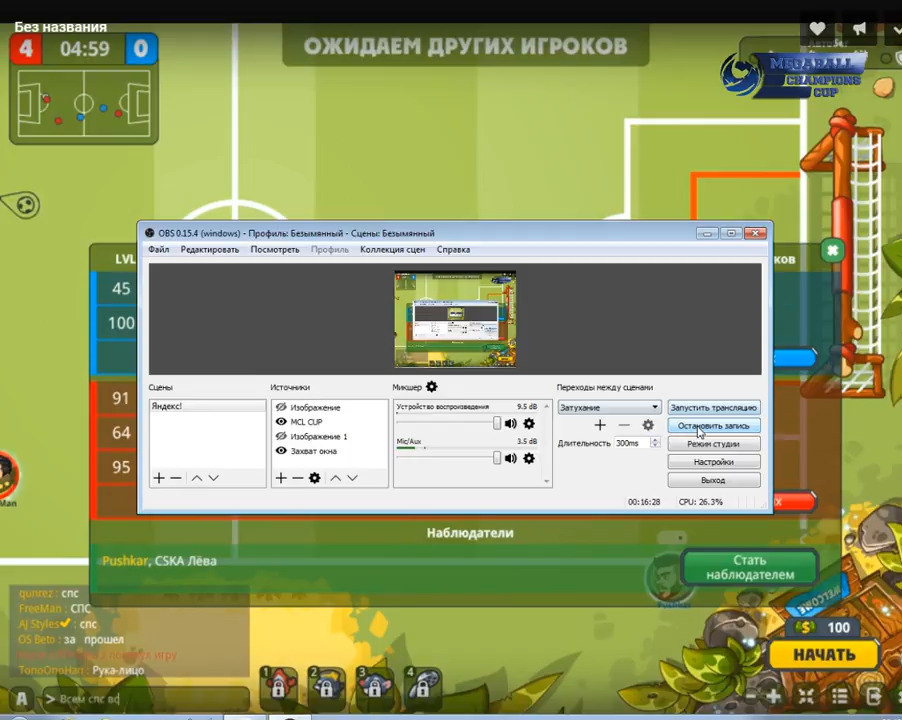 Без названия
4 04:59 0
ОЖИДАЕМ ДРУГИХ ИГРОКОВ
MEGABALL
CHAMPIONS
CUP
OBS 0.15.4 (windows) - Профиль: Безымянный - Сцены: Безымянный
Файл Редактировать Посмотреть Профиль Коллекция сцен Справка
LVL
45
100
91
64
95
Сцены
Яндекс!
Источники
Изображение
MCL CUP
Изображение 1
Захват окна
Микшер
Устройство воспроизведения 9.5 dB
Mic/Aux 3.5 dB
Переходы между сценами
Затухание
Длительность 300ms
Запустить трансляцию
Остановить запись
Режим студии
Настройки
Выход
00:16:28 CPU: 26.3%
Man
Наблюдатели
Pushkar, CSKA Лёва
Стать
наблюдателем
qunrez : спс
FreeMan : СПС
AJ Styles : спс
OS Beto : за прошел
TonoOnoHan : Рука-лицо
A > Всем спс вд
1 2 3 4
WELCOME
$ 100
НАЧАТЬ